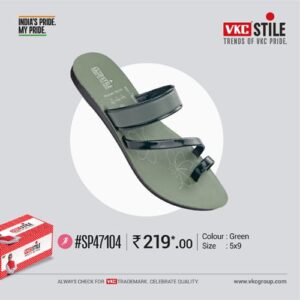 INDIA'S PRIDE.
MY PRIDE.
VKC STILE
TRENDS OF VKC PRIDE.
#SP47104
₹ 219*.00
Colour : Green
Size : 5x9
ALWAYS CHECK FOR VKC TRADEMARK. CELEBRATE QUALITY.
www.vkcgroup.com